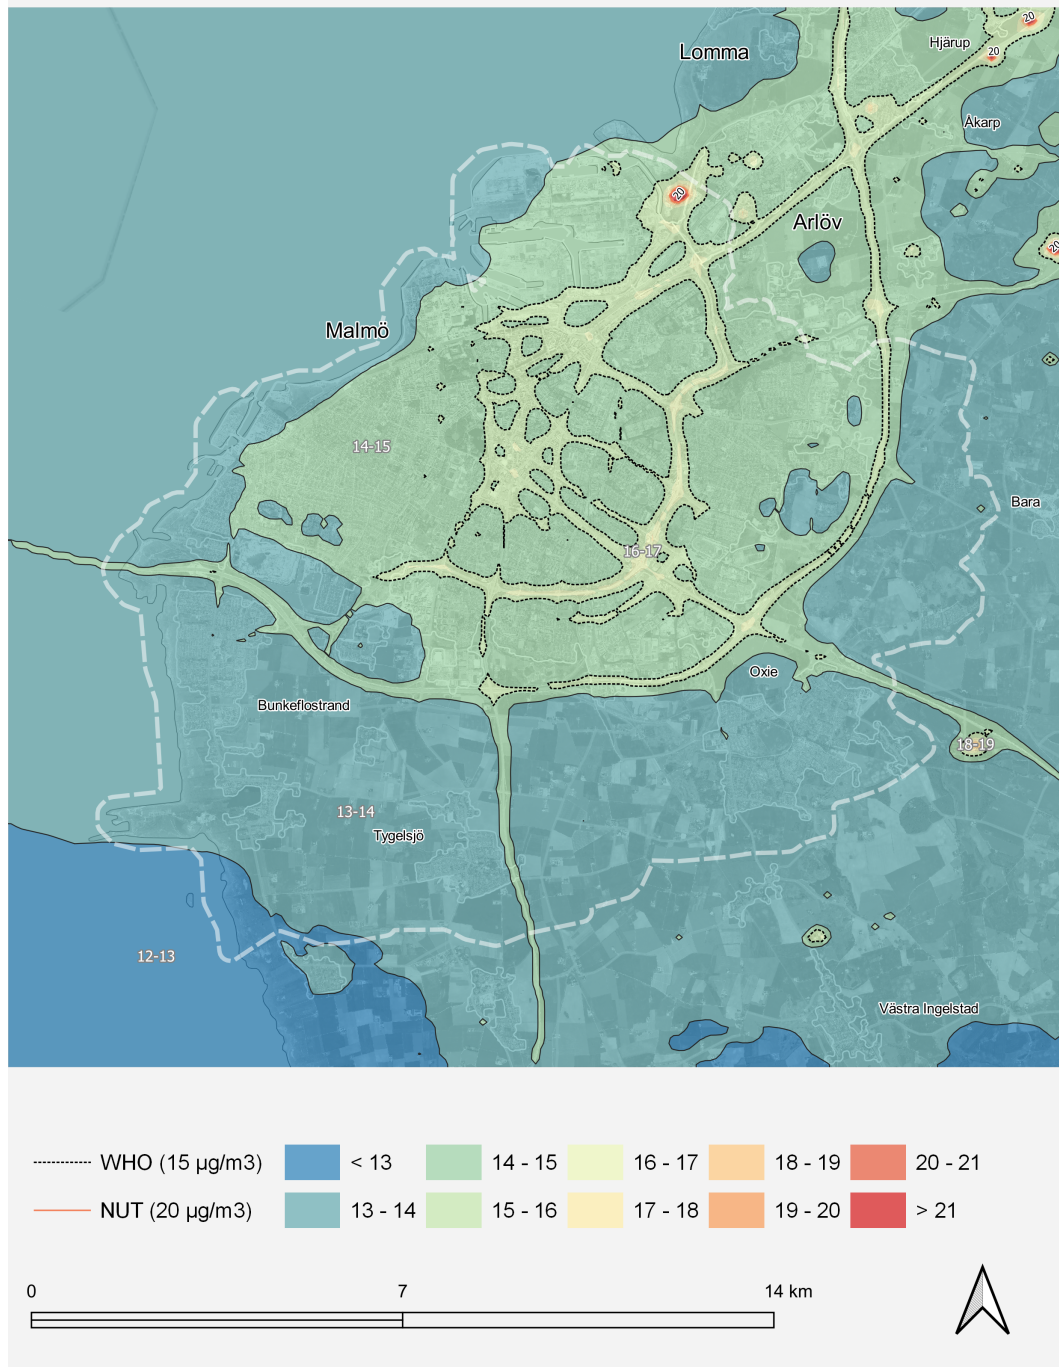 Lomma
Hjärup
20
20
Åkarp
20
Arlöv
20
Malmö
14-15
Bara
16-17
Oxie
Bunkeflostrand
18-19
13-14
Tygelsjö
12-13
Västra Ingelstad
WHO (15 µg/m3)
< 13
14 - 15
16 - 17
18 - 19
20 - 21
NUT (20 µg/m3)
13 - 14
15 - 16
17 - 18
19 - 20
> 21
0
7
14 km